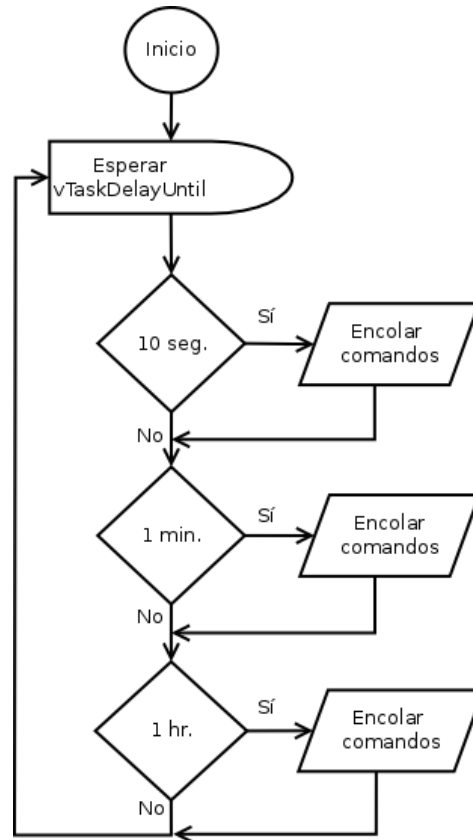 Inicio
Esperar
vTaskDelayUntil
10 seg.
Sí
Encolar
comandos
No
1 min.
Sí
Encolar
comandos
No
1 hr.
Sí
Encolar
comandos
No